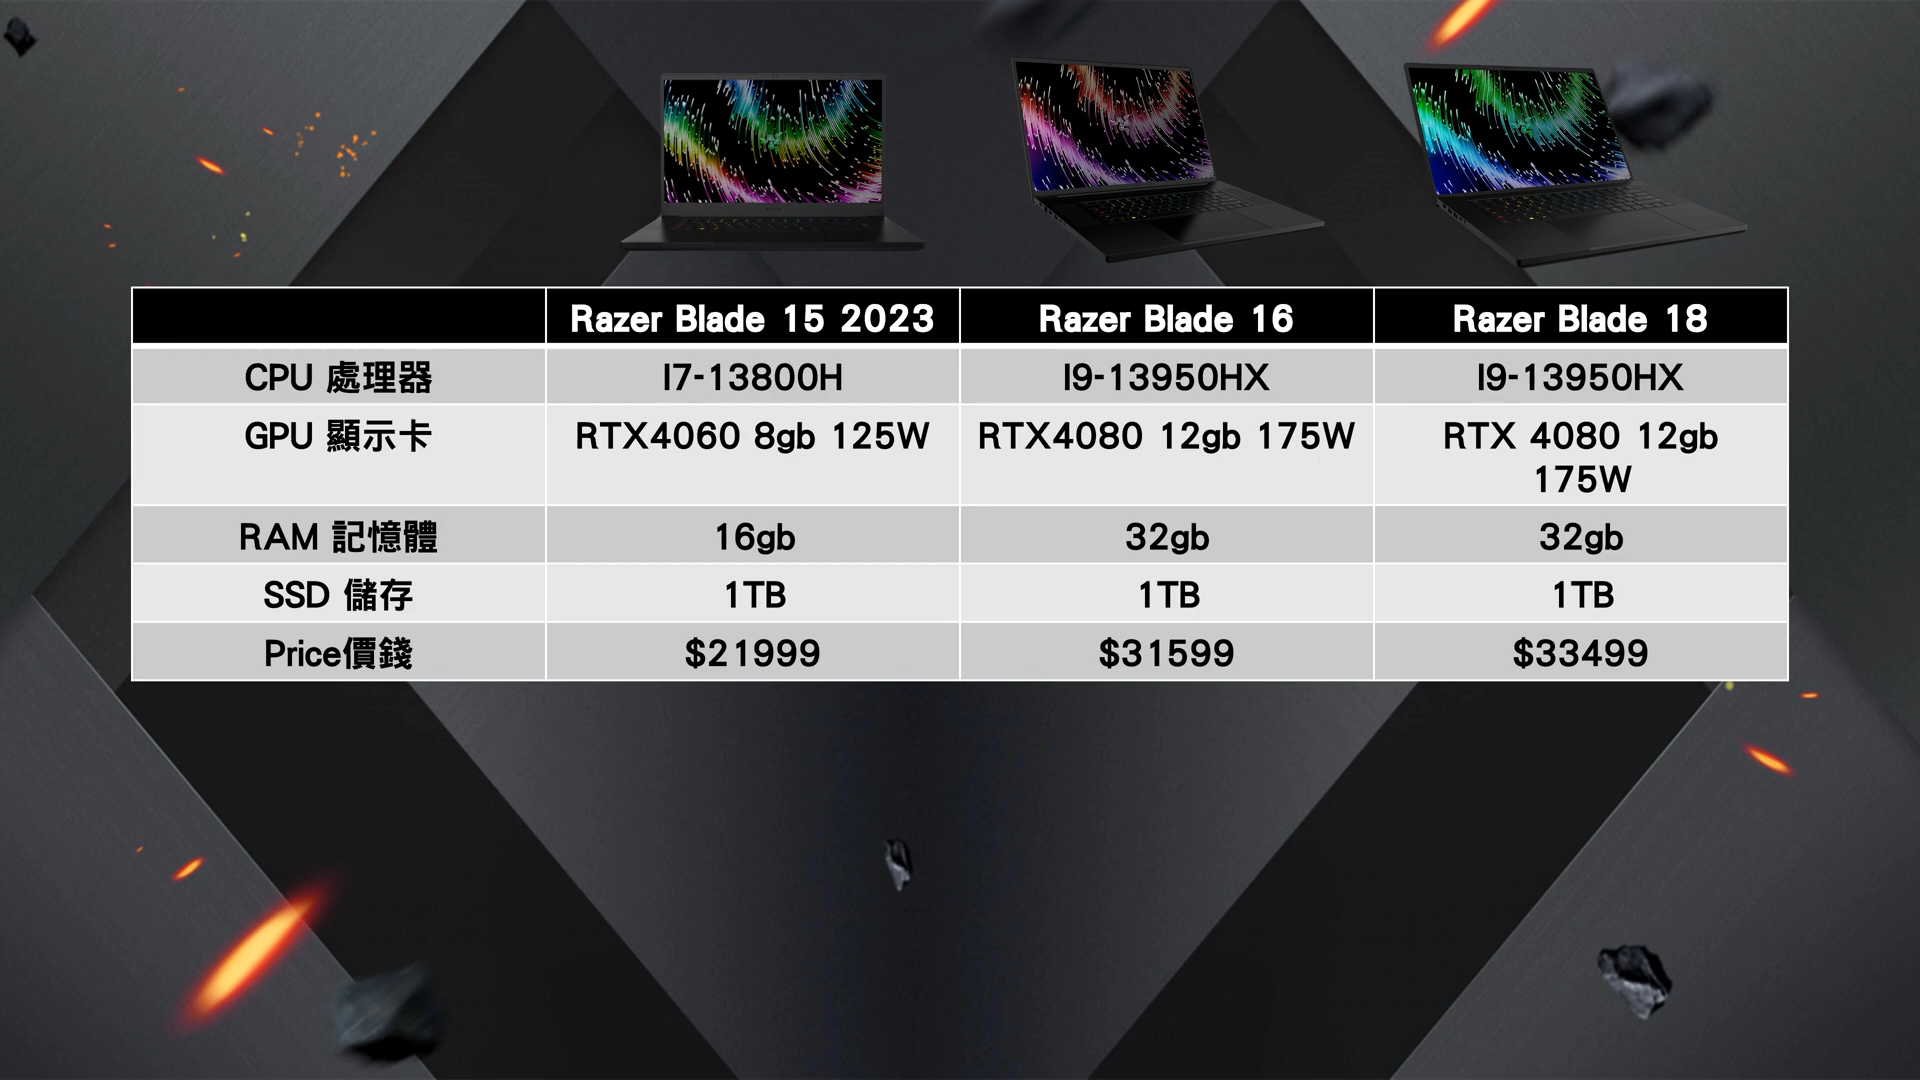 Razer Blade 15 2023 Razer Blade 16 Razer Blade 18
CPU 處理器 I7-13800H I9-13950HX I9-13950HX
GPU 顯示卡 RTX4060 8gb 125W RTX4080 12gb 175W RTX 4080 12gb
175W
RAM 記憶體 16gb 32gb 32gb
SSD 儲存 1TB 1TB 1TB
Price價錢 $21999 $31599 $33499